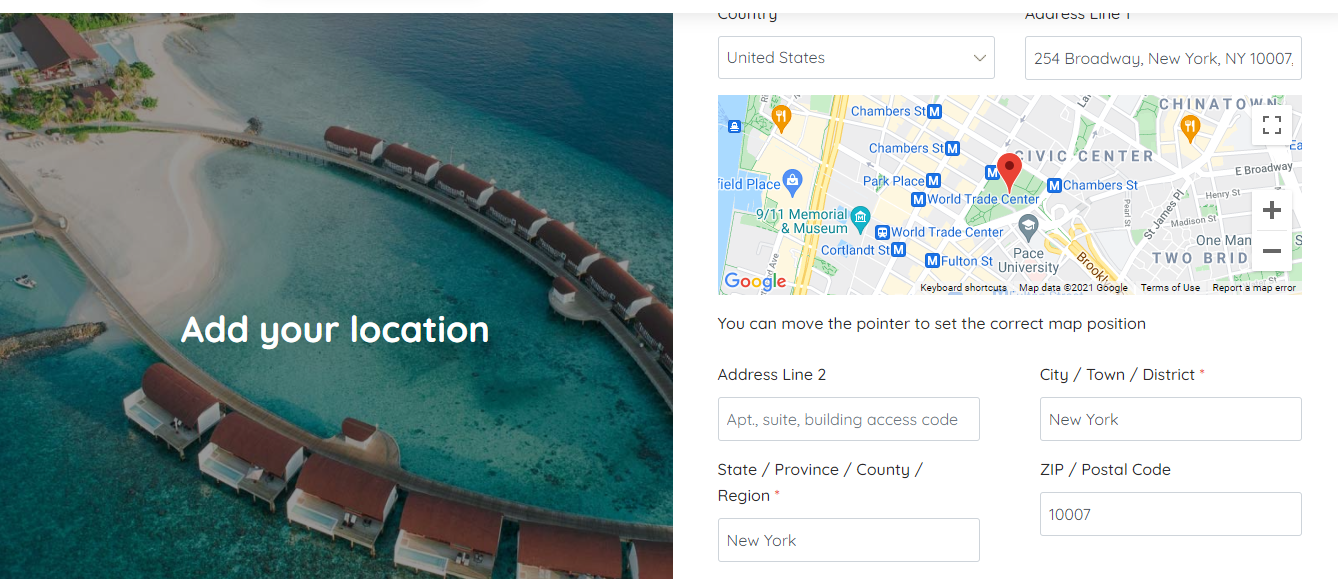 Country
Address Line 1
United States
254 Broadway, New York, NY 10007,
CHINATOWN
Chambers St M
Chambers St M
CIVIC CENTER
E Broadway
M
Park Place M
M Chambers St
field Place
M World Trade Center
Henry St
Pearl St
St James Pl
Madison St
9/11 Memorial
& Museum
World Trade Center
One Man
Cortlandt St M
Pace
University
TWO BRID
M Fulton St
Brookl
Google
Keyboard shortcuts
Map data ©2021 Google
Terms of Use
Report a map error
Add your location
You can move the pointer to set the correct map position
Address Line 2
City / Town / District *
Apt., suite, building access code
New York
State / Province / County /
Region *
ZIP / Postal Code
New York
10007